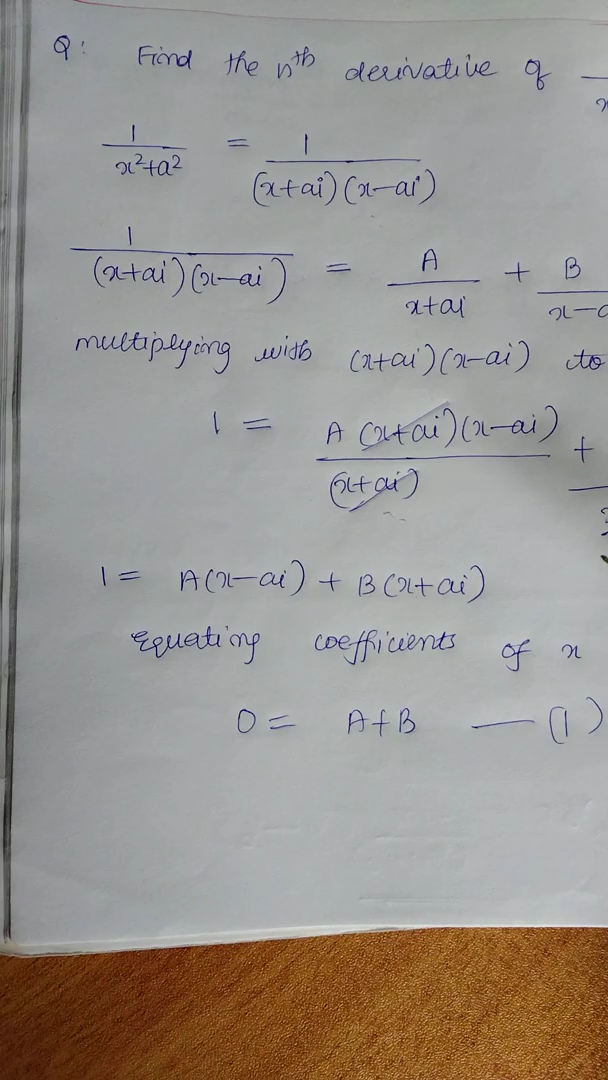 Q: Find the nth derivative of
1/(x²+a²) = 1/((x+ai)(x-ai))
1/((x+ai)(x-ai)) = A/(x+ai) + B/(x-a
multiplying with (x+ai)(x-ai) to
1 = A(x+ai)(x-ai)/(x+ai) +
1 = A(x-ai) + B(x+ai)
Equating coefficients of x
0 = A+B — (1)